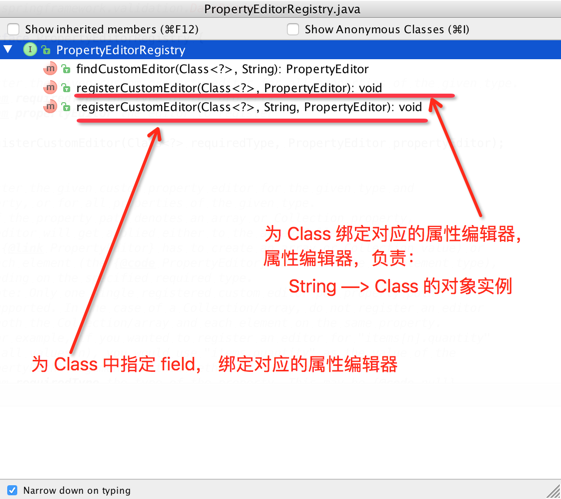 PropertyEditorRegistry.java
Show inherited members (⌘F12)
Show Anonymous Classes (⌘I)
I PropertyEditorRegistry
m findCustomEditor(Class<?>, String): PropertyEditor
m registerCustomEditor(Class<?>, PropertyEditor): void
m registerCustomEditor(Class<?>, String, PropertyEditor): void
为 Class 绑定对应的属性编辑器，
属性编辑器，负责：
String —> Class 的对象实例
为 Class 中指定 field， 绑定对应的属性编辑器
Narrow down on typing